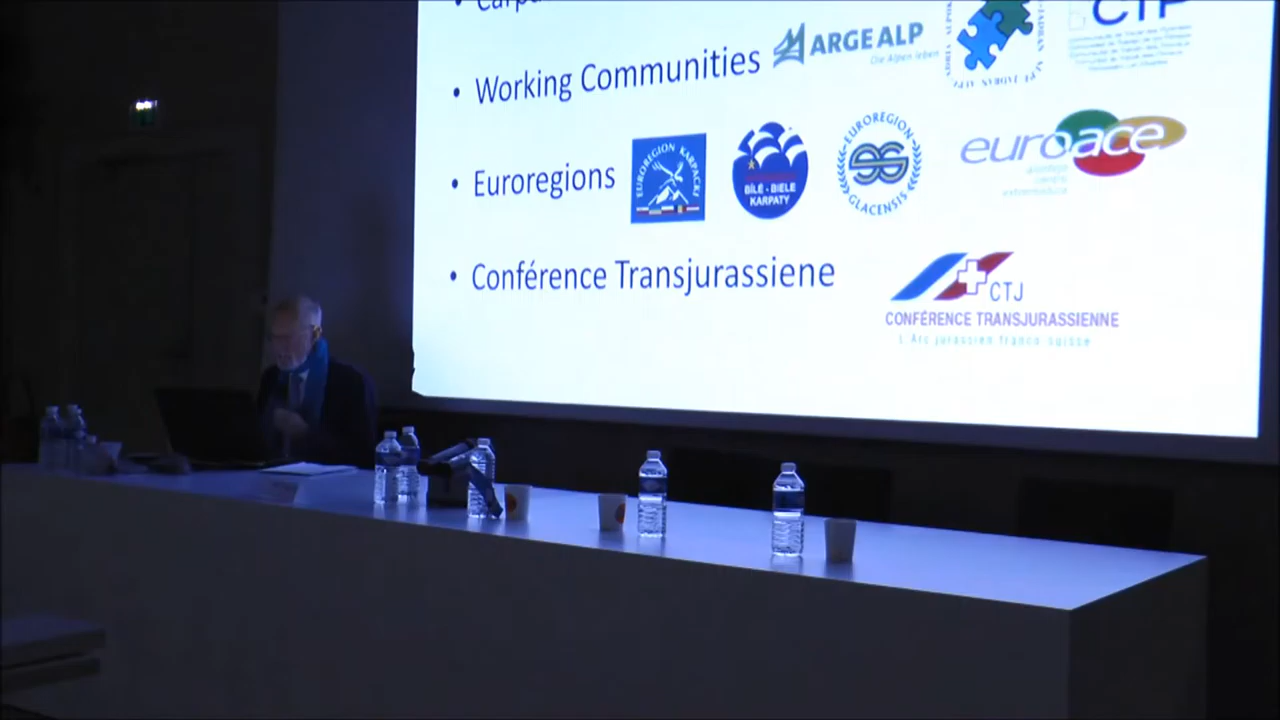 • Working Communities
ARGE ALP
Die Alpen leben
• Euroregions
EUROREGION KARPACKI
BÍLÉ - BIELE
KARPATY
EUROREGION
GLACENSIS
euroace
• Conférence Transjurassiene
CTJ
CONFÉRENCE TRANSJURASSIENNE
L'Arc jurassien franco suisse